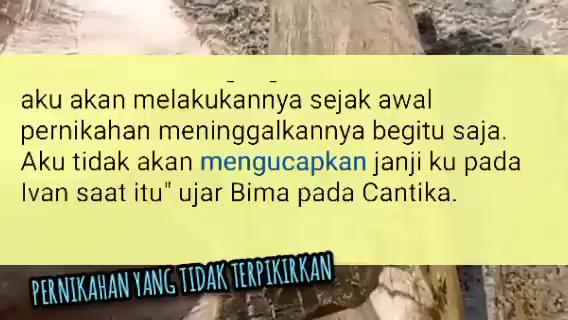 aku akan melakukannya sejak awal
pernikahan meninggalkannya begitu saja.
Aku tidak akan mengucapkan janji ku pada
Ivan saat itu" ujar Bima pada Cantika.
PERNIKAHAN YANG TIDAK TERPIKIRKAN